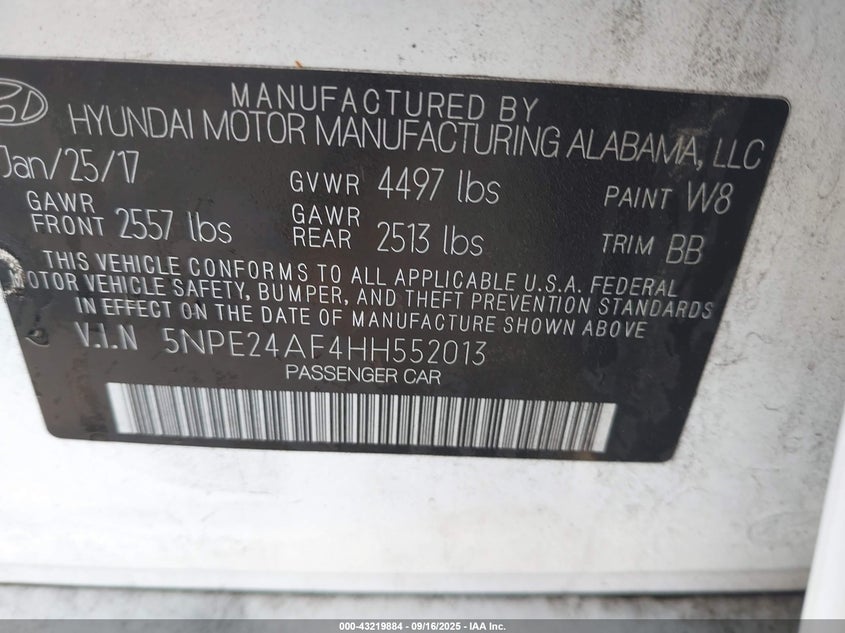 MANUFACTURED BY
HYUNDAI MOTOR MANUFACTURING ALABAMA, LLC
Jan/25/17 GVWR 4497 lbs PAINT W8
GAWR FRONT 2557 lbs GAWR REAR 2513 lbs TRIM BB
THIS VEHICLE CONFORMS TO ALL APPLICABLE U.S.A. FEDERAL
MOTOR VEHICLE SAFETY, BUMPER, AND THEFT PREVENTION STANDARDS
IN EFFECT ON THE DATE OF MANUFACTURE SHOWN ABOVE
V.I.N 5NPE24AF4HH552013
PASSENGER CAR
000-43219884 - 09/16/2025 - IAA Inc.